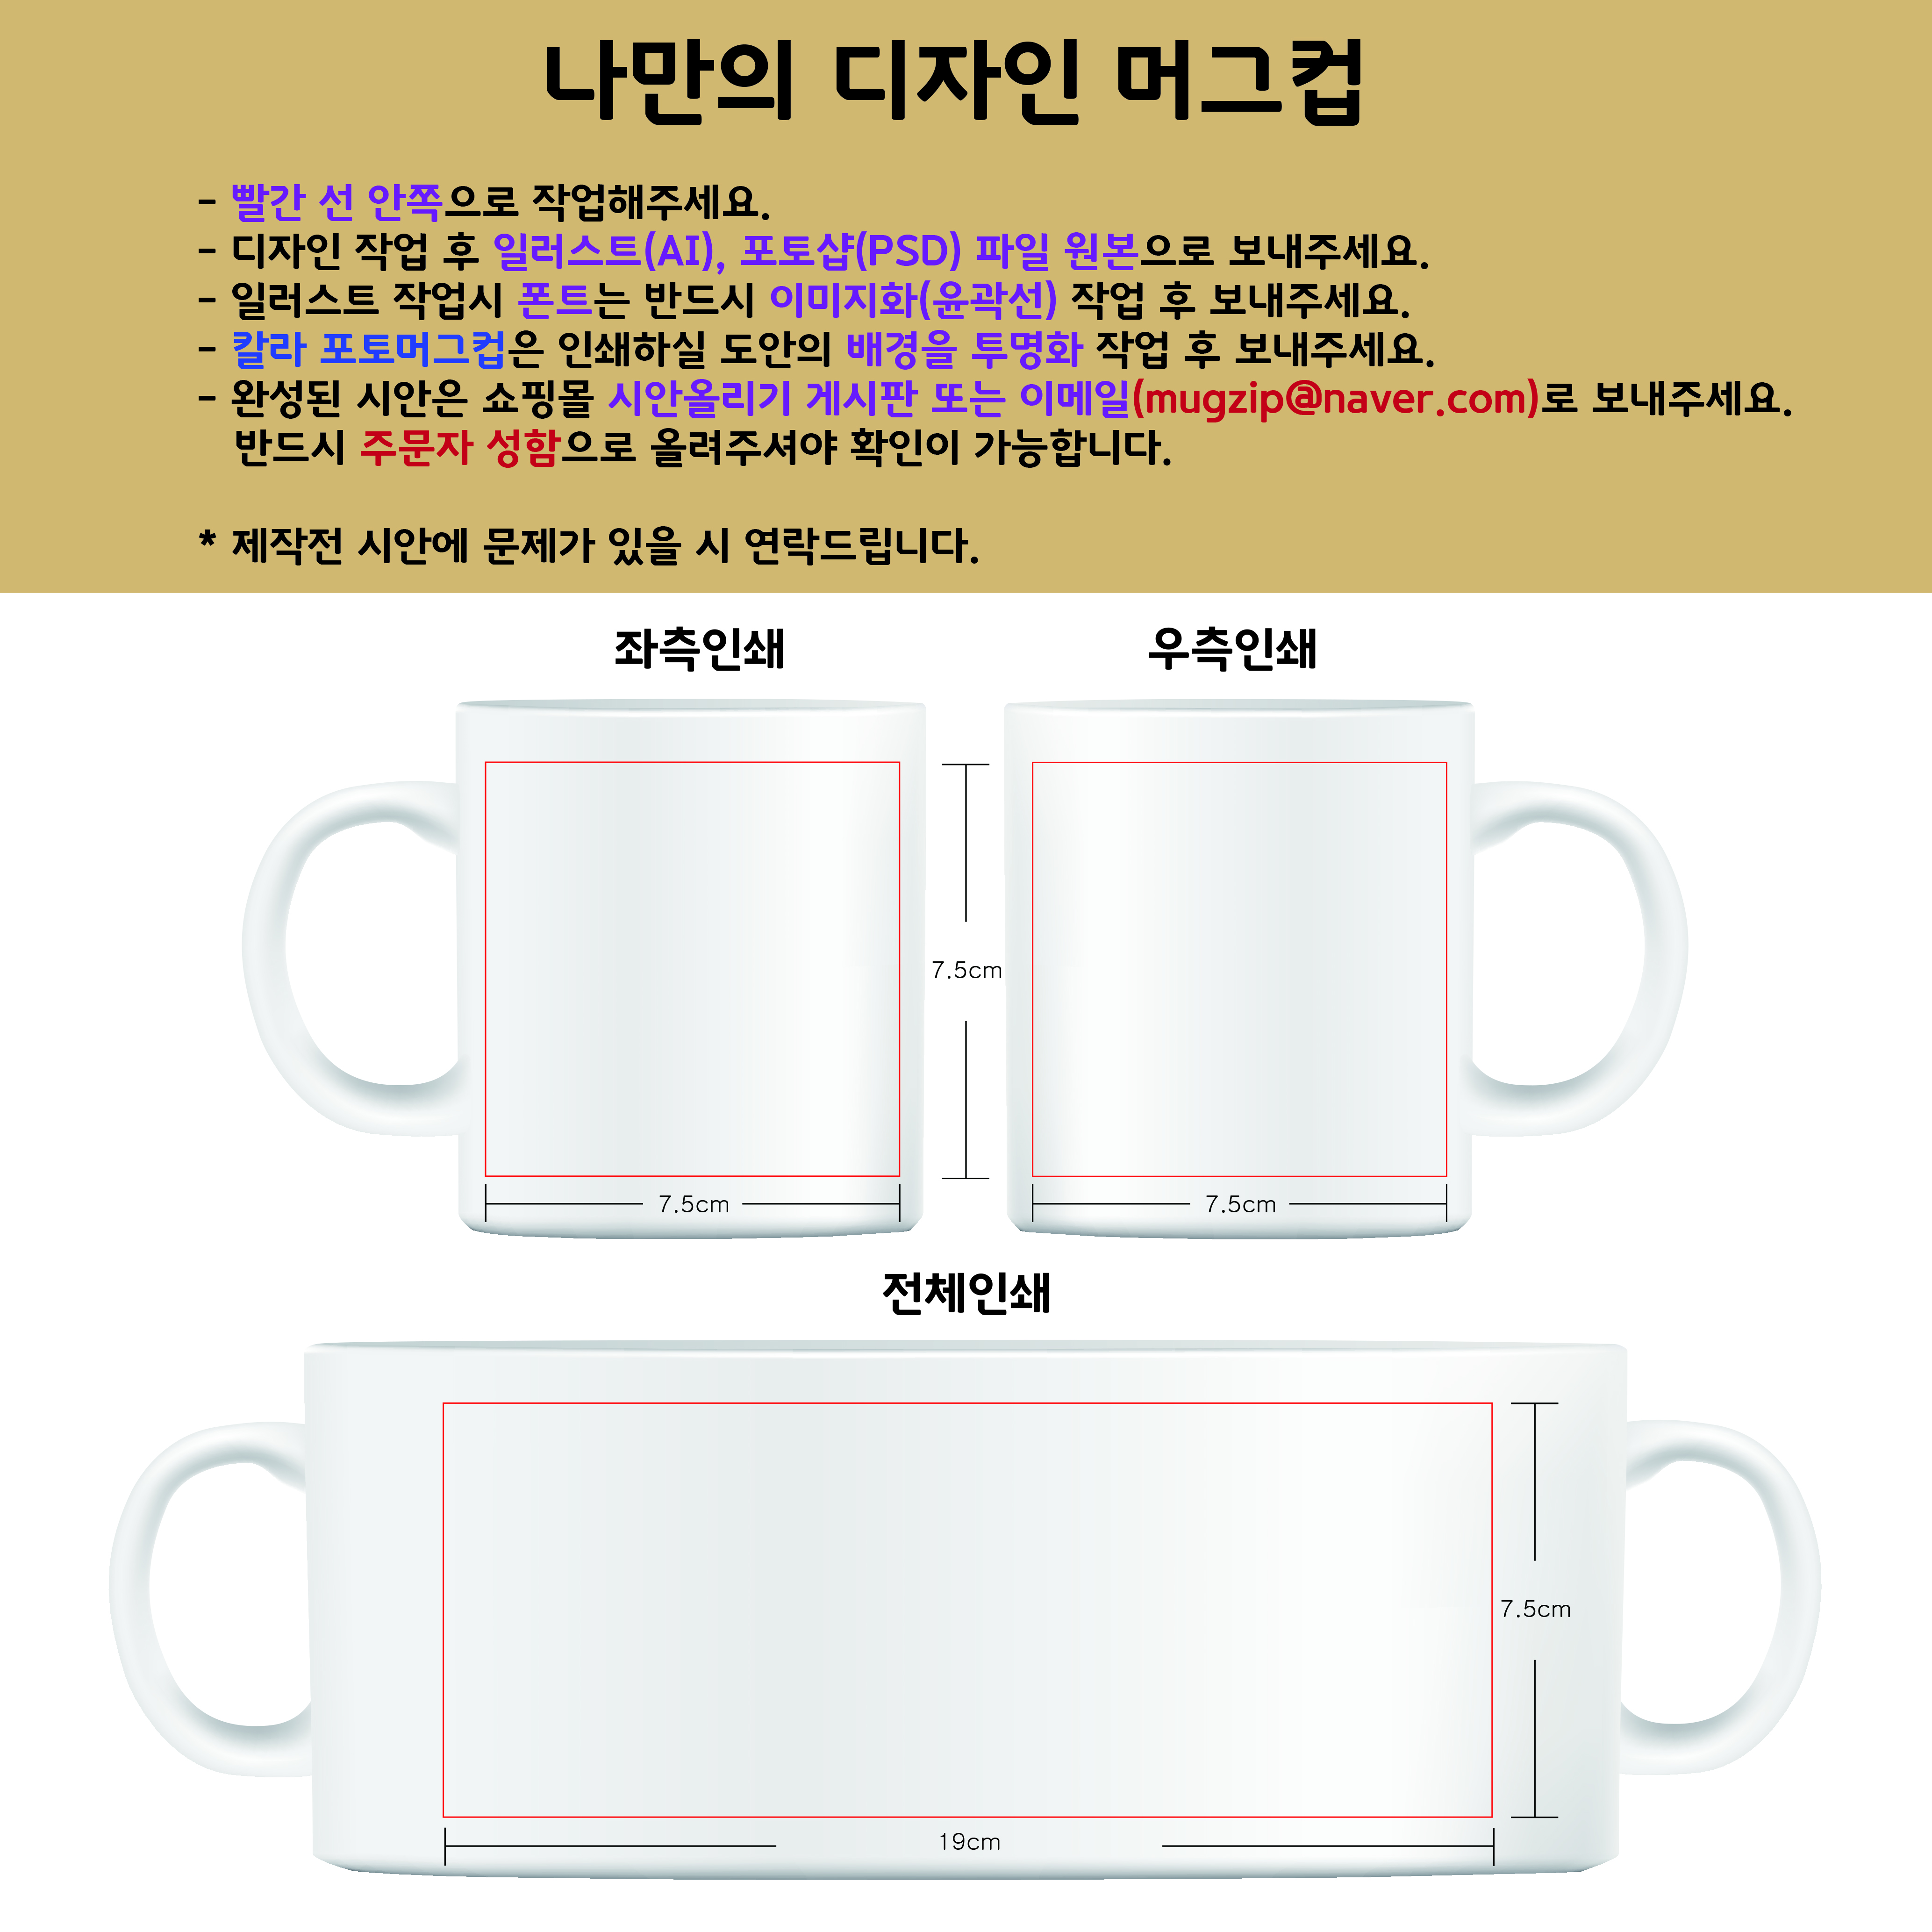 나만의 디자인 머그컵
- 빨간 선 안쪽으로 작업해주세요.
- 디자인 작업 후 일러스트(AI), 포토샵(PSD) 파일 원본으로 보내주세요.
- 일러스트 작업시 폰트는 반드시 이미지화(윤곽선) 작업 후 보내주세요.
- 칼라 포토머그컵은 인쇄하실 도안의 배경을 투명화 작업 후 보내주세요.
- 완성된 시안은 쇼핑몰 시안올리기 게시판 또는 이메일(mugzip@naver.com)로 보내주세요.
반드시 주문자 성함으로 올려주셔야 확인이 가능합니다.
* 제작전 시안에 문제가 있을 시 연락드립니다.
좌측인쇄
우측인쇄
7.5cm
7.5cm
7.5cm
전체인쇄
7.5cm
19cm